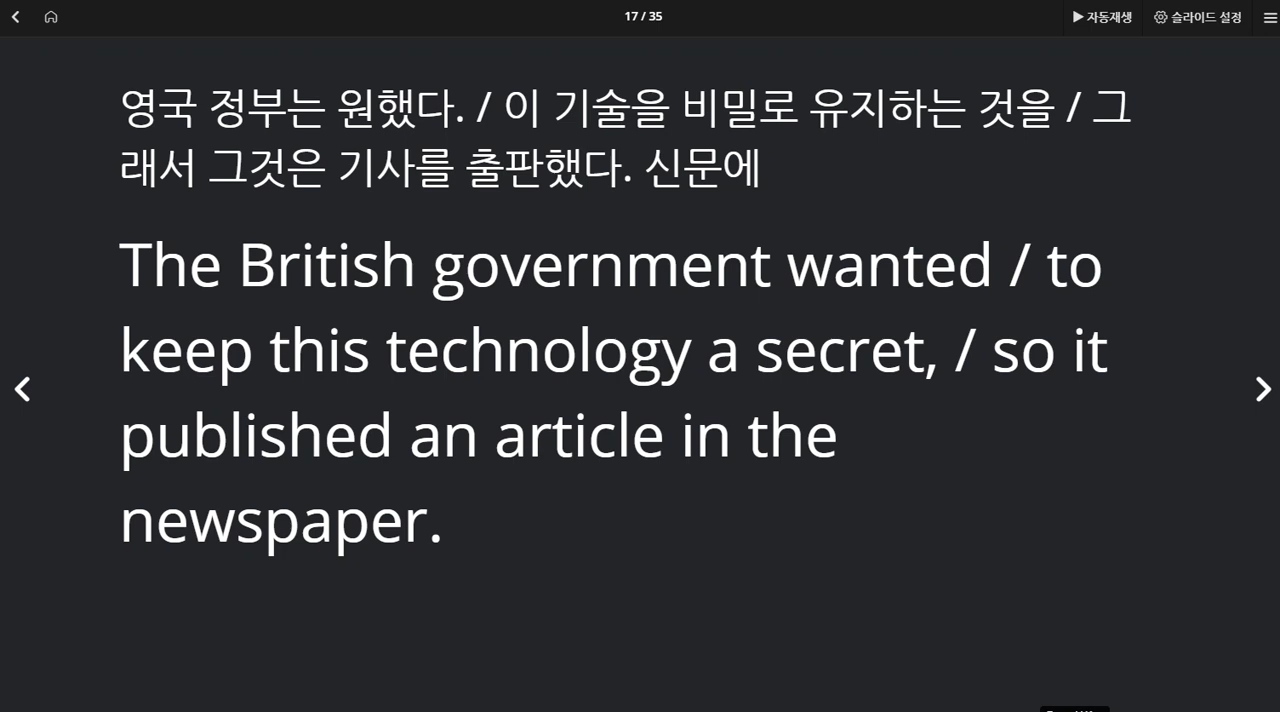 17 / 35
자동재생
슬라이드 설정
영국 정부는 원했다. / 이 기술을 비밀로 유지하는 것을 / 그
래서 그것은 기사를 출판했다. 신문에
The British government wanted / to
keep this technology a secret, / so it
published an article in the
newspaper.